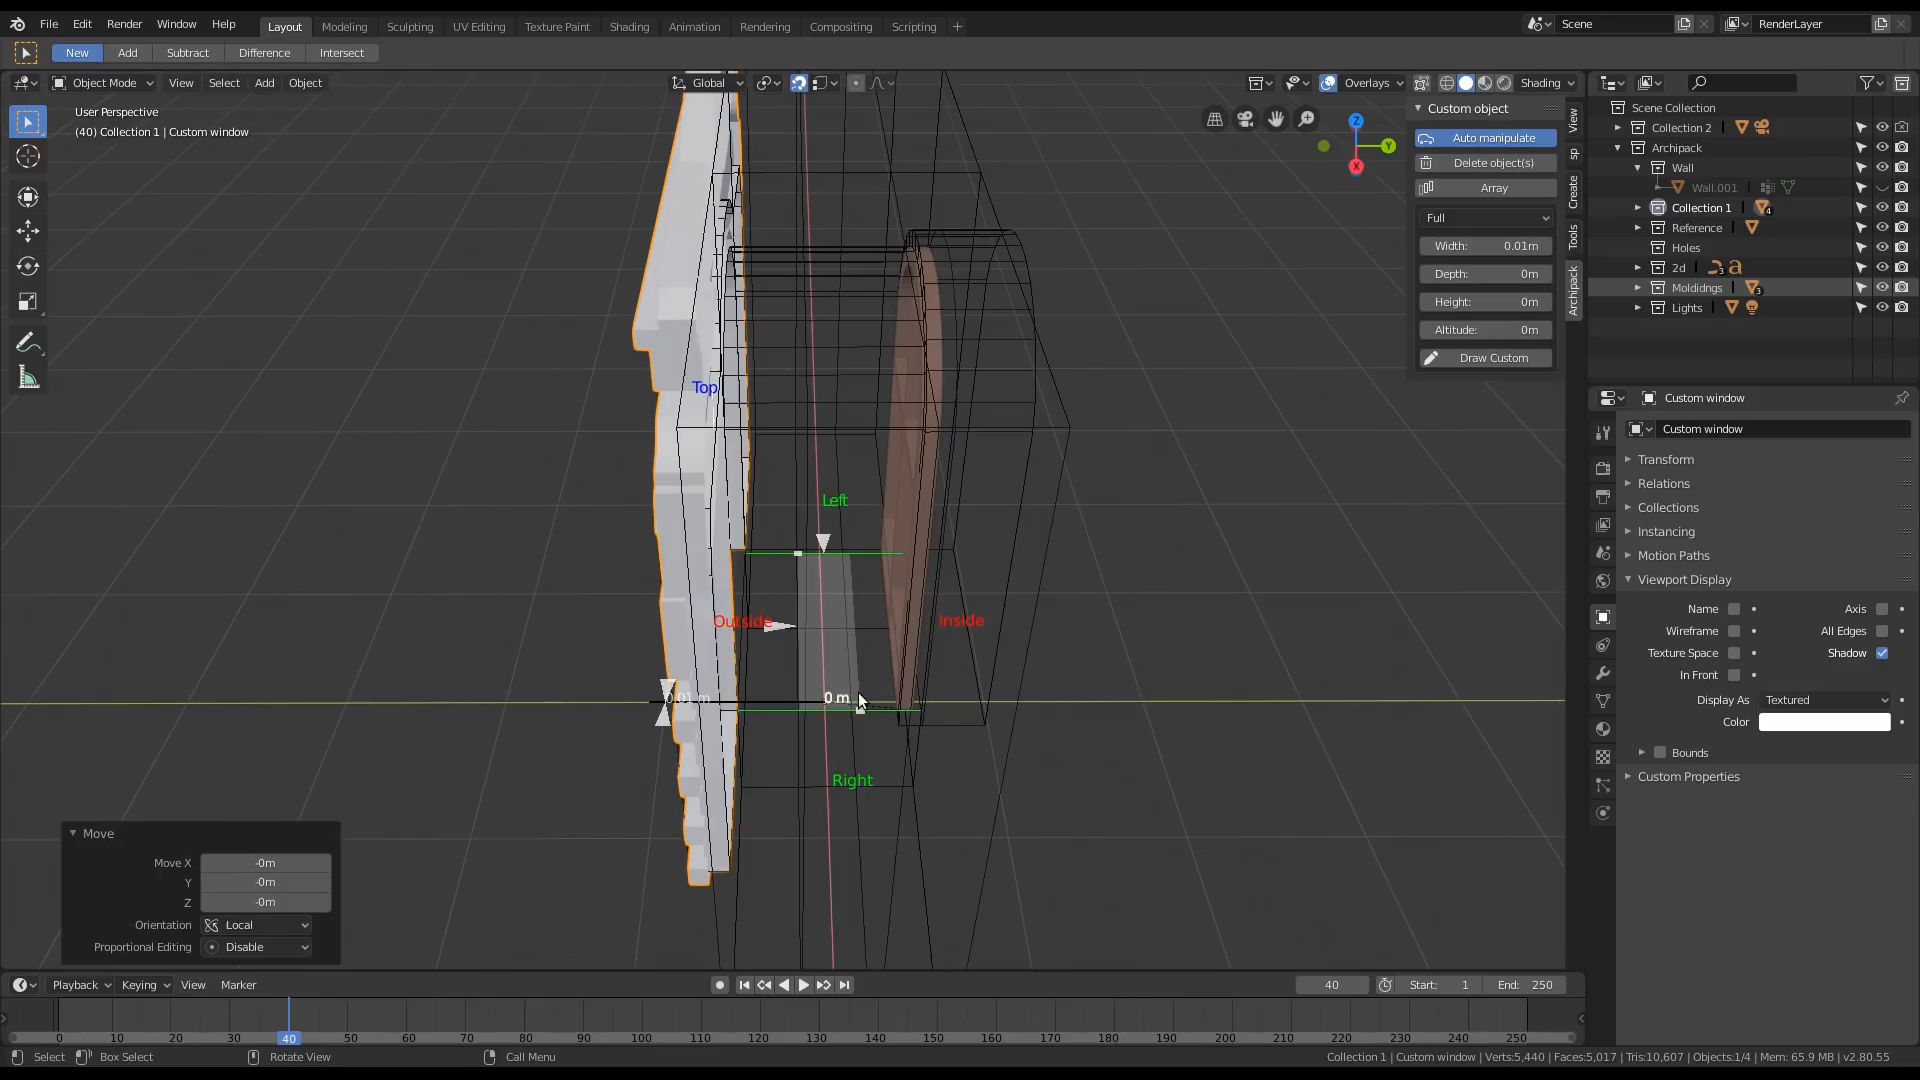 File Edit Render Window Help Layout Modeling Sculpting UV Editing Texture Paint Shading Animation Rendering Compositing Scripting + Scene RenderLayer
New Add Subtract Difference Intersect
Object Mode View Select Add Object Global Overlays Shading
User Perspective
(40) Collection 1 | Custom window
Z
Y
X
Custom object
Auto manipulate
Delete object(s)
Array
Full
Width: 0.01m
Depth: 0m
Height: 0m
Altitude: 0m
Draw Custom
View
sp
Create
Tools
Archipack
Scene Collection
Collection 2
Archipack
Wall
Wall.001
Collection 1 4
Reference
Holes
2d 3
Moldidngs 3
Lights
Custom window
Custom window
Transform
Relations
Collections
Instancing
Motion Paths
Viewport Display
Name Axis
Wireframe All Edges
Texture Space Shadow
In Front
Display As Textured
Color
Bounds
Custom Properties
Top
Left
Outside Inside
0.01 m 0 m
Right
Move
Move X -0m
Y -0m
Z -0m
Orientation Local
Proportional Editing Disable
Playback Keying View Marker 40 Start: 1 End: 250
0 10 20 30 40 50 60 70 80 90 100 110 120 130 140 150 160 170 180 190 200 210 220 230 240 250
Select Box Select Rotate View Call Menu Collection 1 | Custom window | Verts:5,440 | Faces:5,017 | Tris:10,607 | Objects:1/4 | Mem: 65.9 MB | v2.80.55